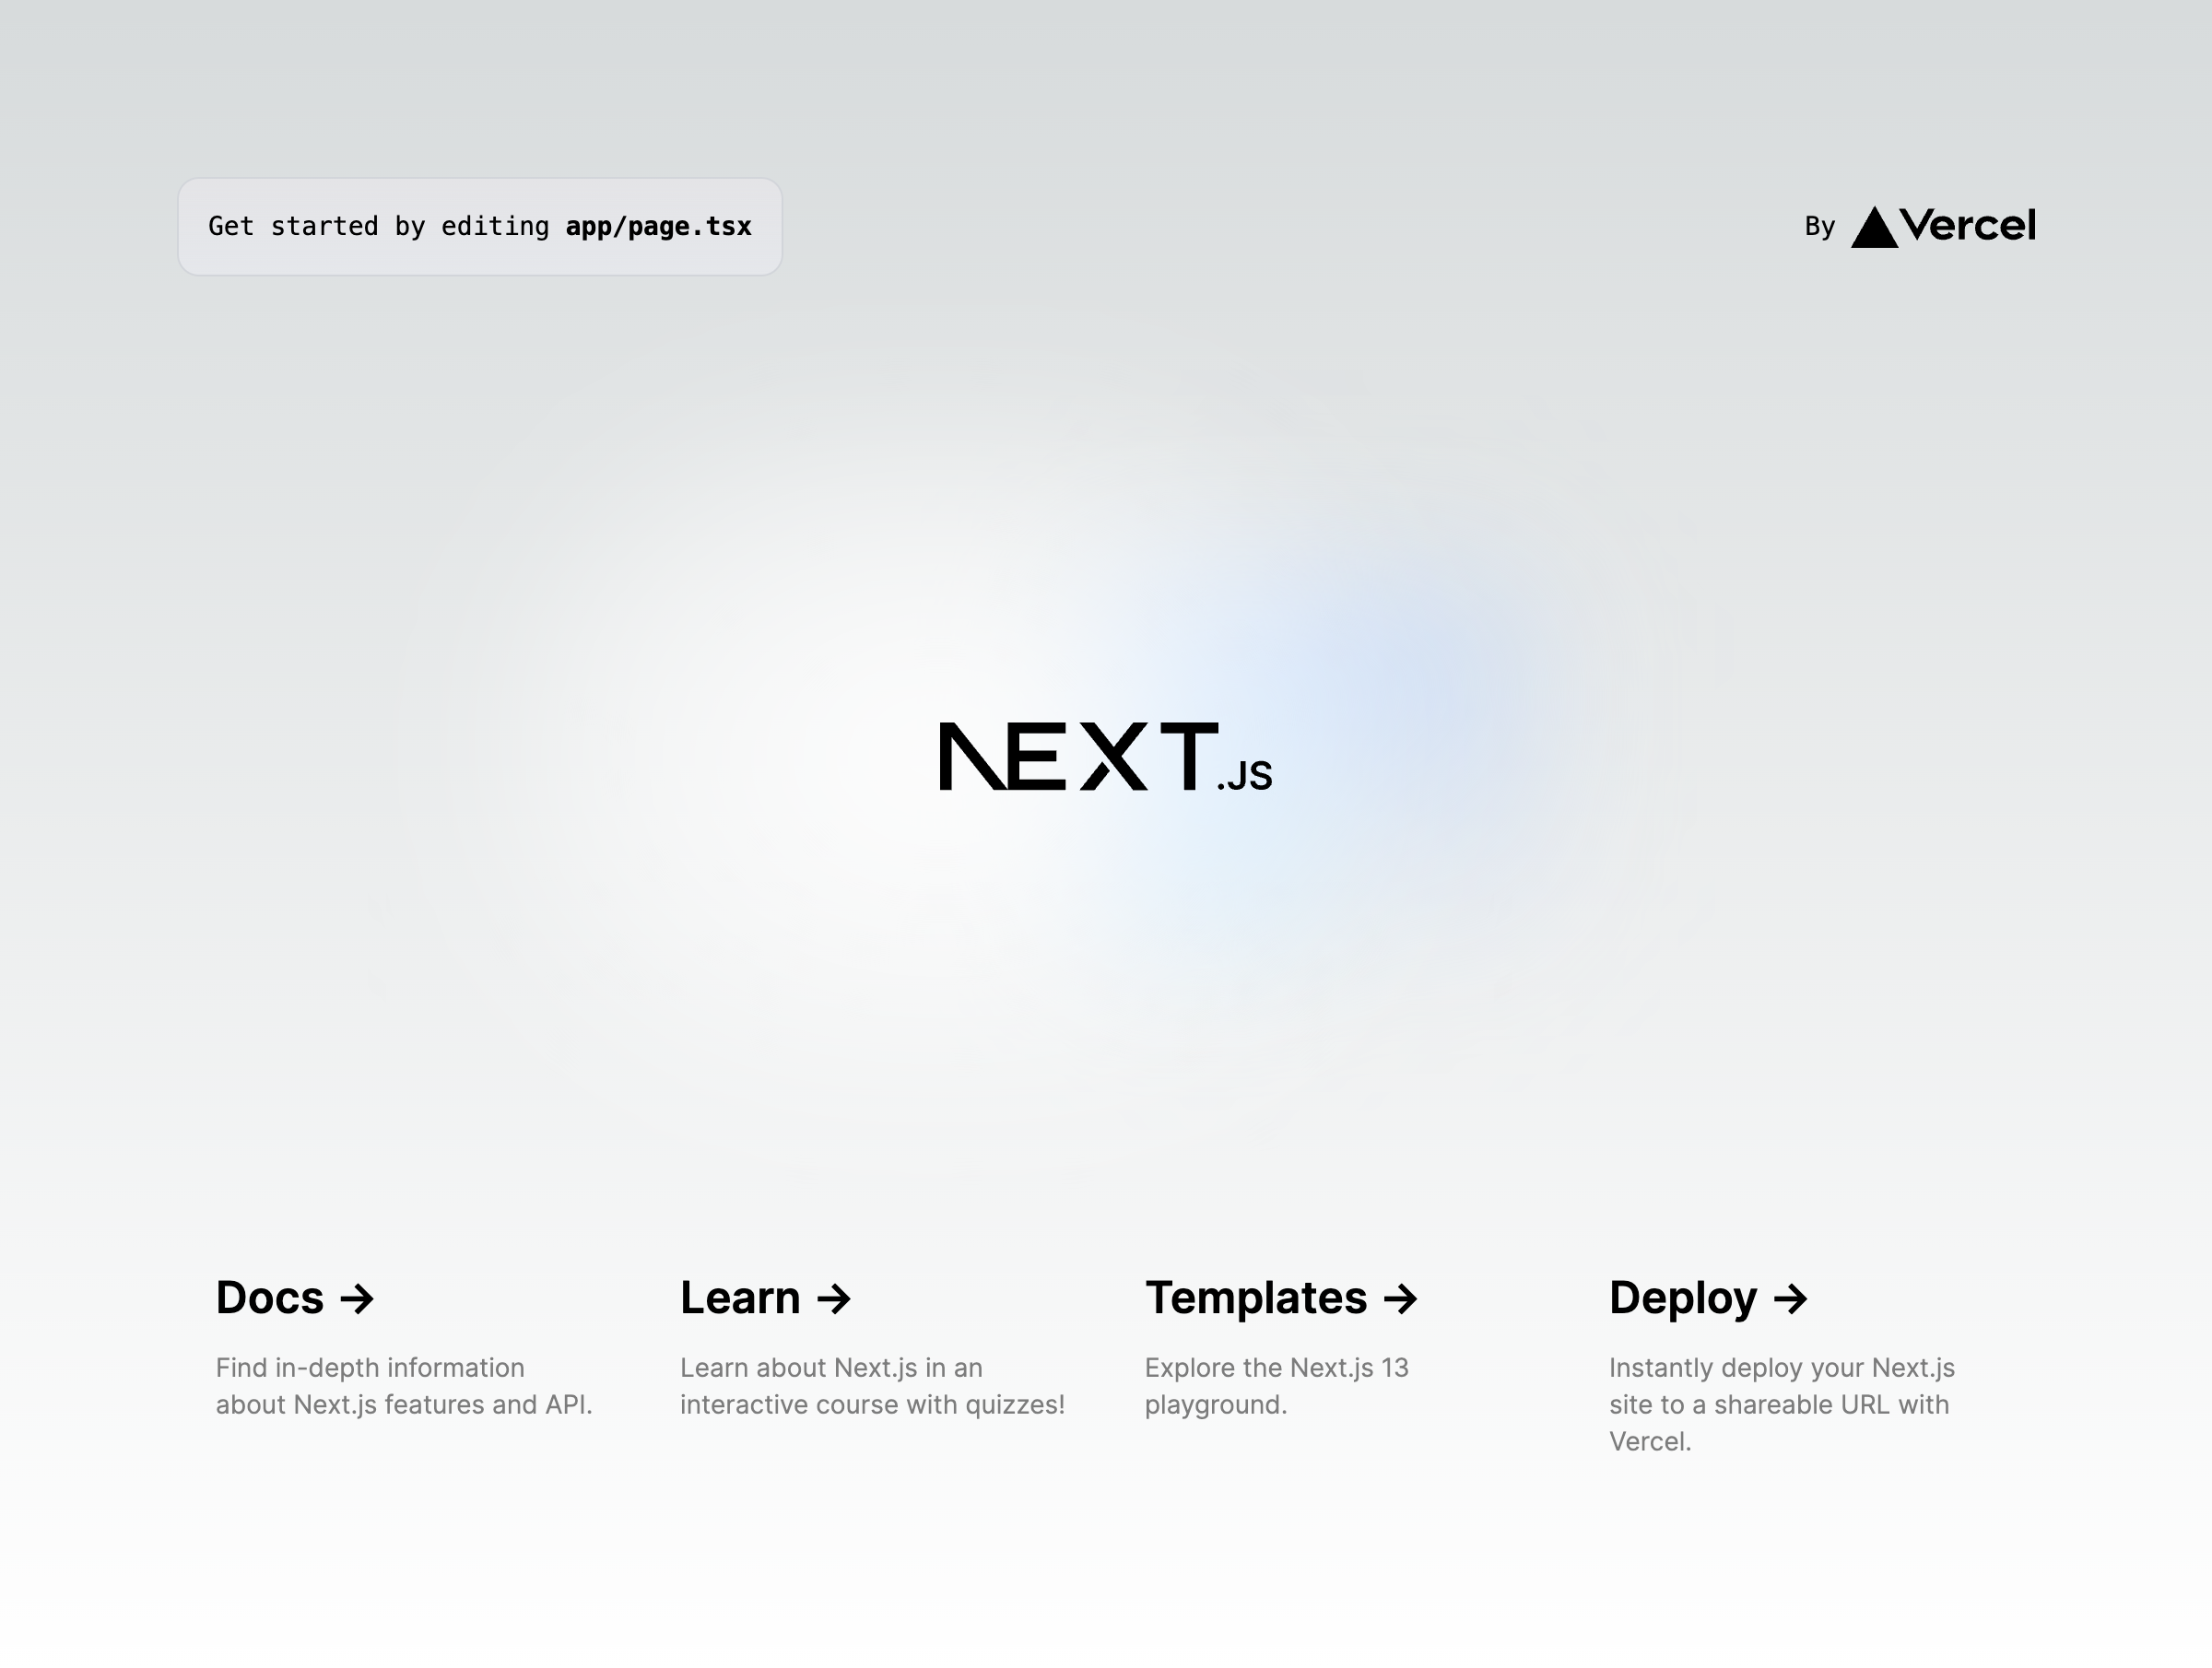 Get started by editing app/page.tsx
By Vercel
NEXT.JS
Docs →
Find in-depth information
about Next.js features and API.
Learn →
Learn about Next.js in an
interactive course with quizzes!
Templates →
Explore the Next.js 13
playground.
Deploy →
Instantly deploy your Next.js
site to a shareable URL with
Vercel.